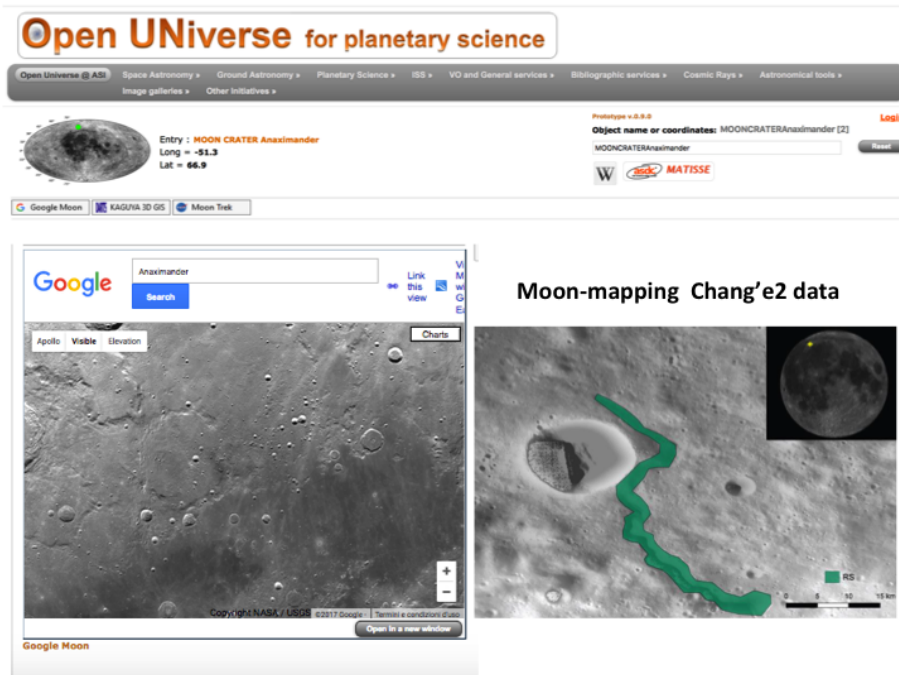 Open UNiverse for planetary science
Open Universe @ ASI Space Astronomy » Ground Astronomy » Planetary Science » ISS » VO and General services » Bibliographic services » Cosmic Rays » Astronomical tools »
Image galleries » Other Initiatives »
Entry : MOON CRATER Anaximander
Long = -51.3
Lat = 66.9
Prototype v.0.9.0
Object name or coordinates: MOONCRATERAnaximander [2]
MOONCRATERAnaximander
Reset
W asdc MATISSE
Google Moon KAGUYA 3D GIS Moon Trek
Google
Anaximander
Search
Link
this
view
Charts
Apollo Visible Elevation
+
−
Copyright NASA / USGS ©2017 Google Termini e condizioni d'uso
Open in a new window
Google Moon
Moon-mapping Chang’e2 data
RS
0 5 10 15 km